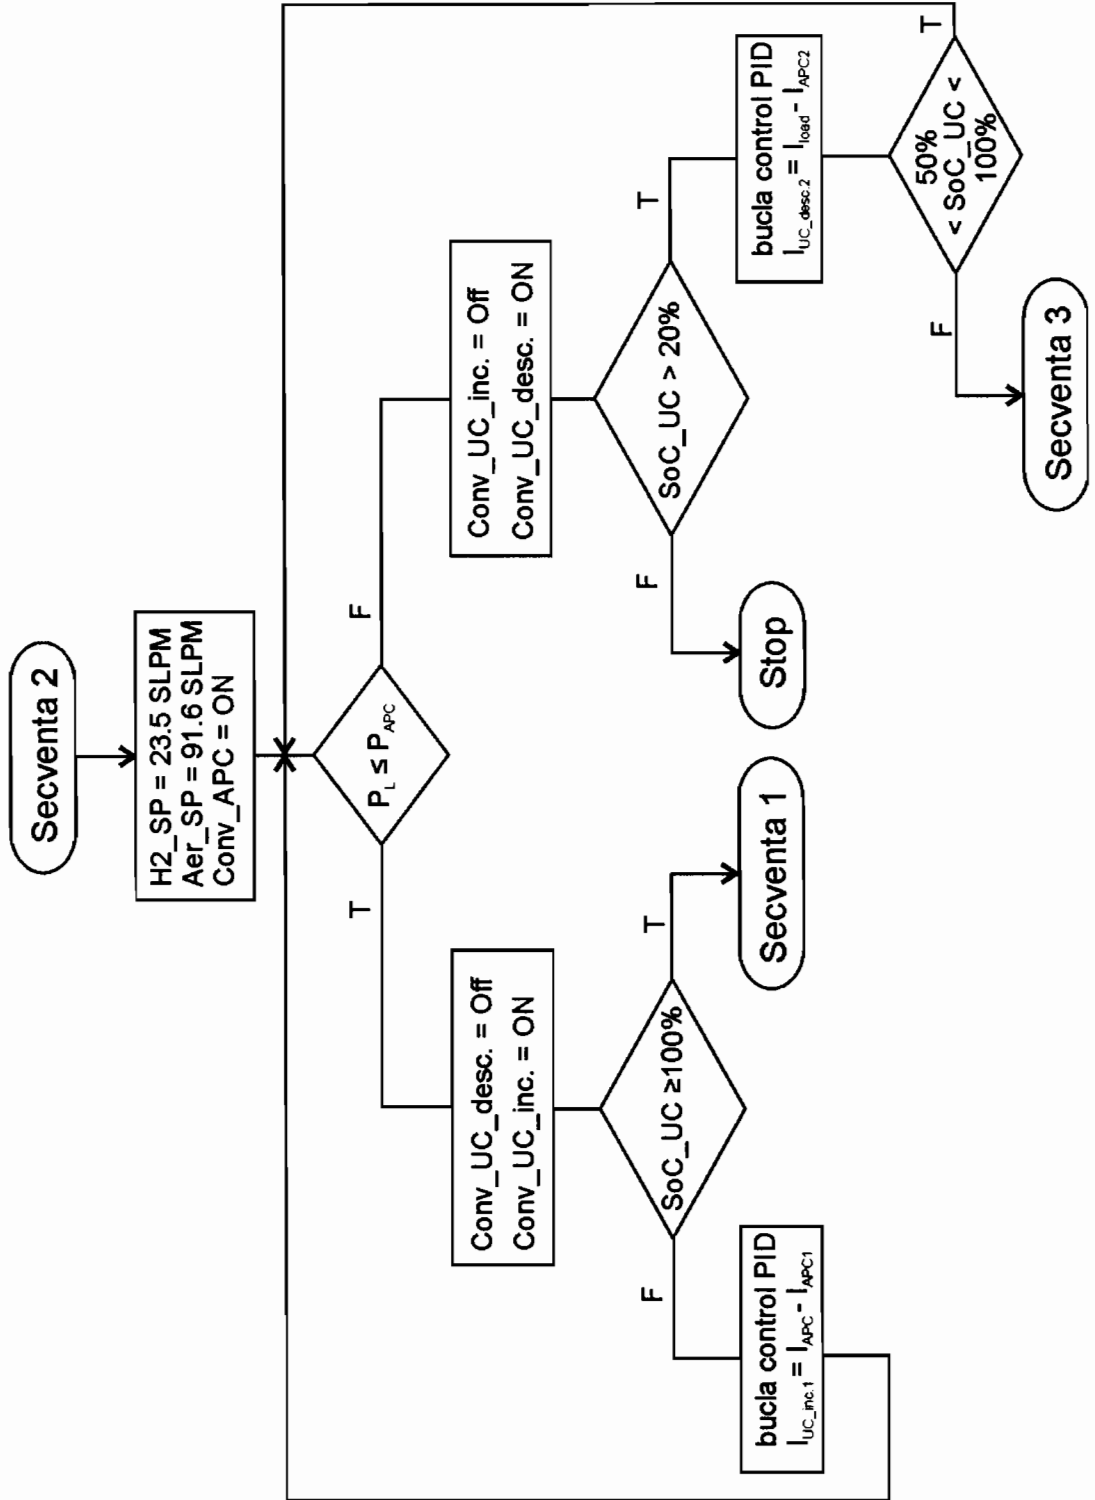 Secventa 2
H2_SP = 23.5 SLPM
Aer_SP = 91.6 SLPM
Conv_APC = ON
P_L ≤ P_APC
T
F
Conv_UC_desc. = Off
Conv_UC_inc. = ON
Conv_UC_inc. = Off
Conv_UC_desc. = ON
SoC_UC ≥100%
F
T
SoC_UC > 20%
F
T
bucla control PID
I_UC_inc.1 = I_APC - I_APC1
Secventa 1
Stop
bucla control PID
I_UC_desc.2 = I_load - I_APC2
50%
< SoC_UC <
100%
F
T
Secventa 3